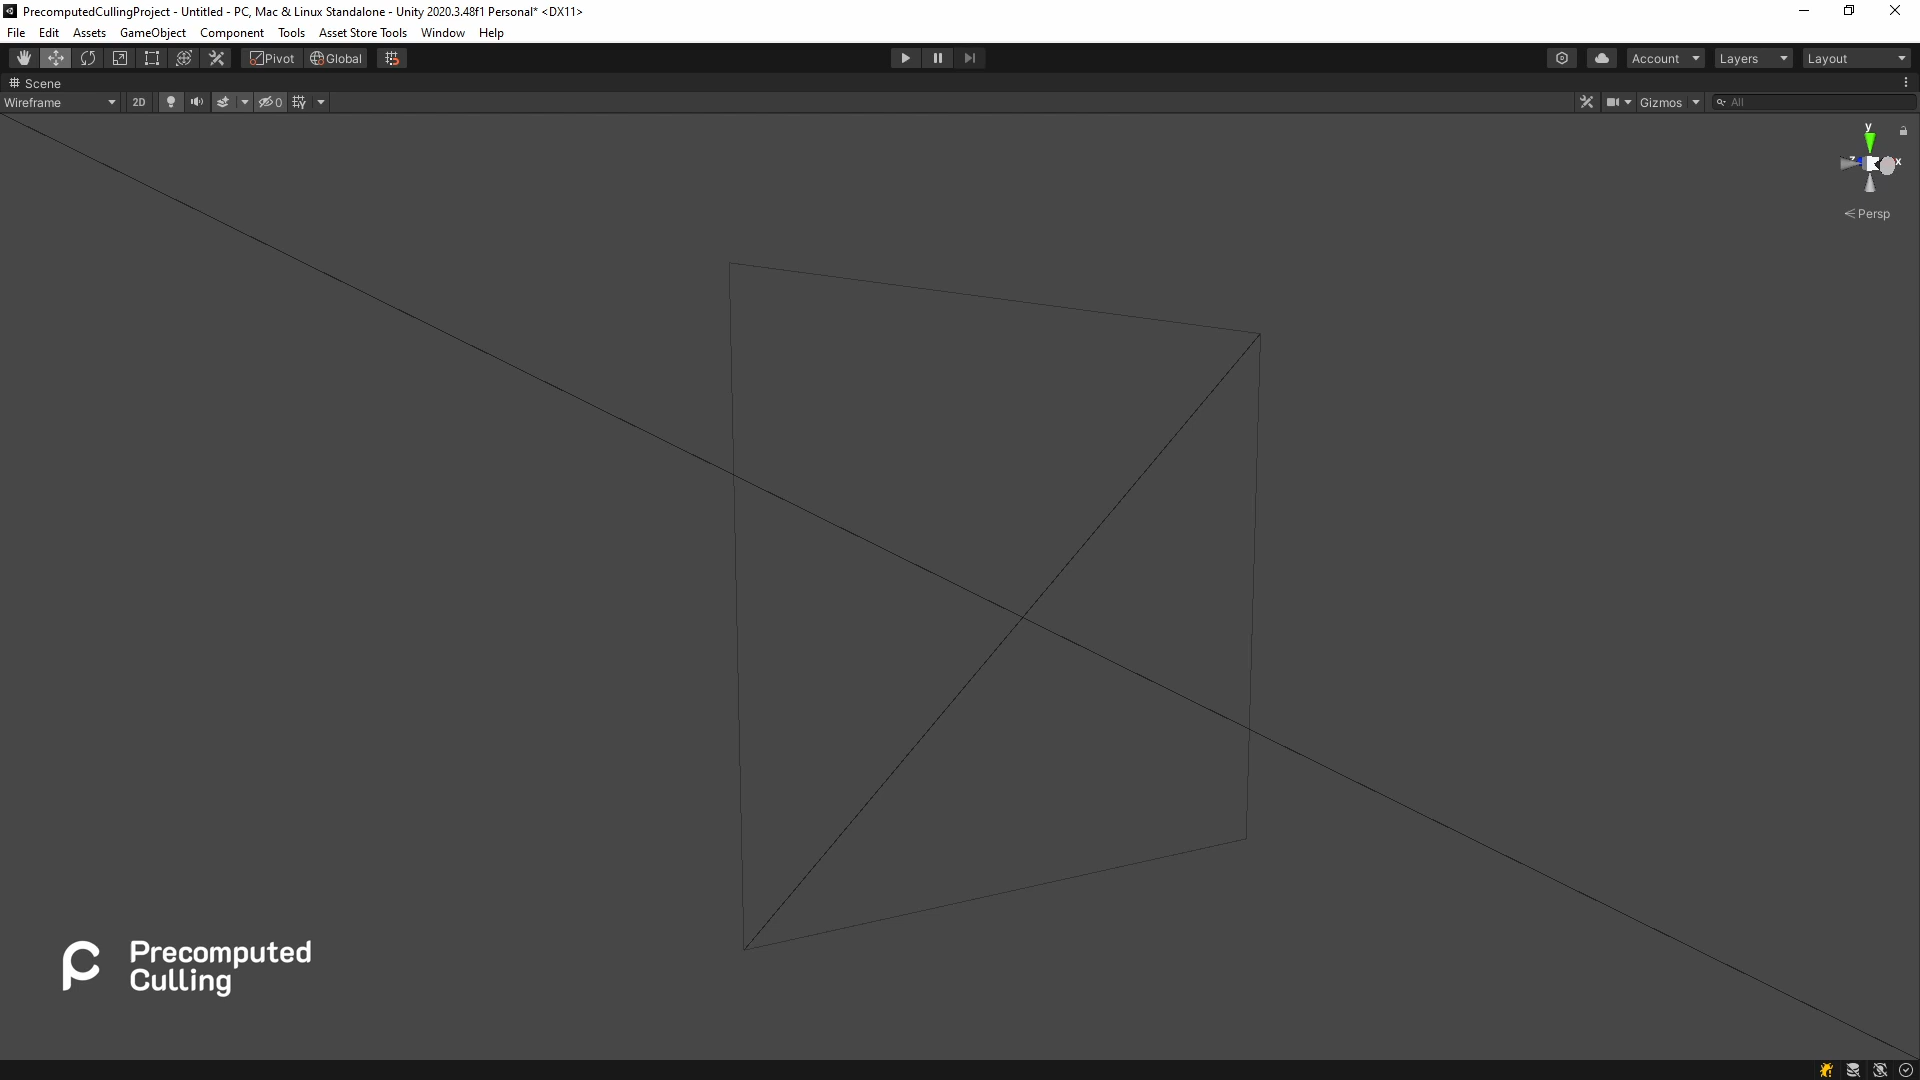 PrecomputedCullingProject - Untitled - PC, Mac & Linux Standalone - Unity 2020.3.48f1 Personal* <DX11>
File Edit Assets GameObject Component Tools Asset Store Tools Window Help
Pivot Global Account Layers Layout
Scene
Wireframe 2D 0 Gizmos All
y
z x
Persp
Precomputed
Culling